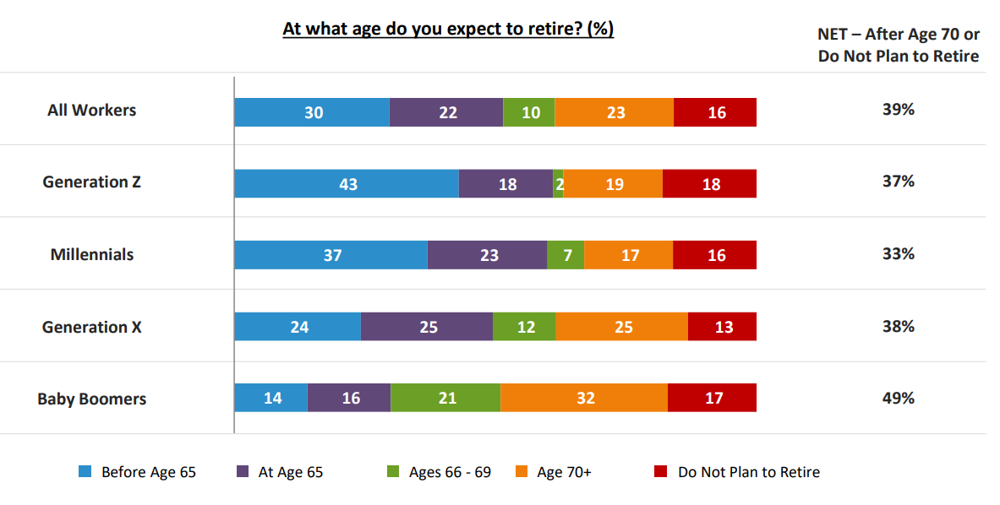 At what age do you expect to retire? (%)
NET – After Age 70 or
Do Not Plan to Retire
All Workers 30 22 10 23 16 39%
Generation Z 43 18 2 19 18 37%
Millennials 37 23 7 17 16 33%
Generation X 24 25 12 25 13 38%
Baby Boomers 14 16 21 32 17 49%
Before Age 65 At Age 65 Ages 66 - 69 Age 70+ Do Not Plan to Retire